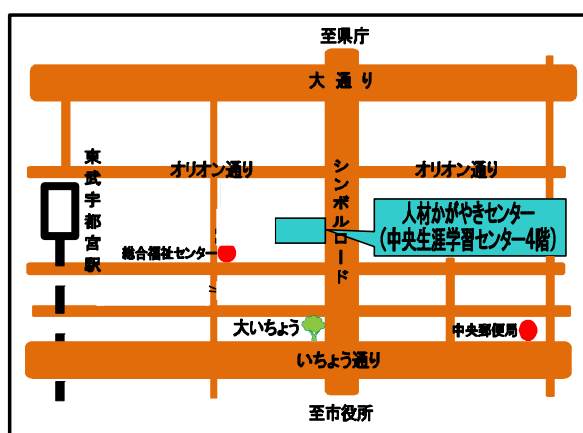 至県庁
大通り
東武宇都宮駅
オリオン通り
シンボルロード
オリオン通り
人材かがやきセンター
(中央生涯学習センター4階)
総合福祉センター
大いちょう
中央郵便局
いちょう通り
至市役所